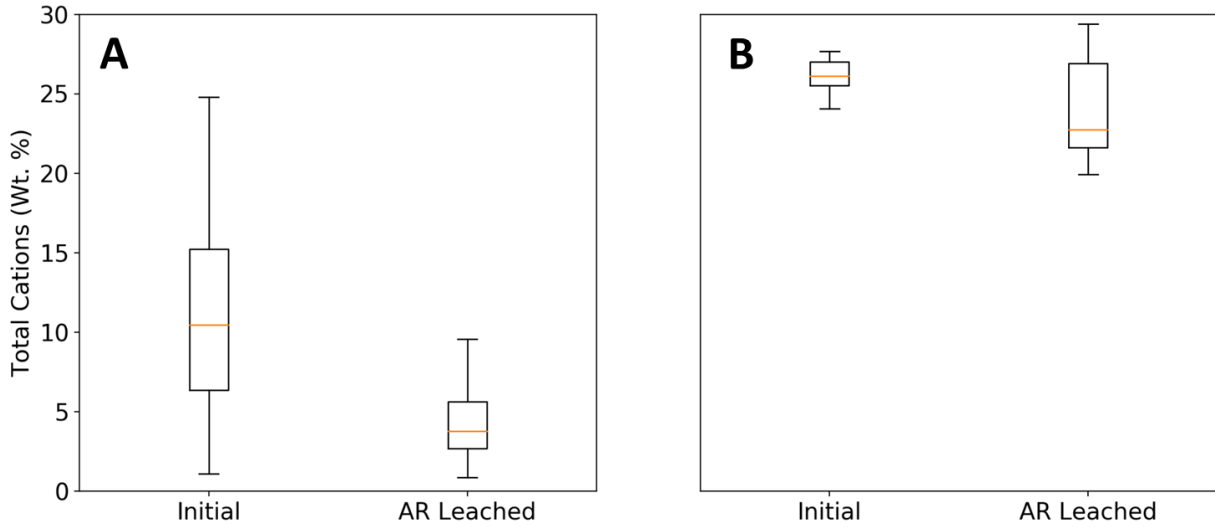 A
B
Total Cations (Wt. %)
30
25
20
15
10
5
0
Initial
AR Leached
Initial
AR Leached